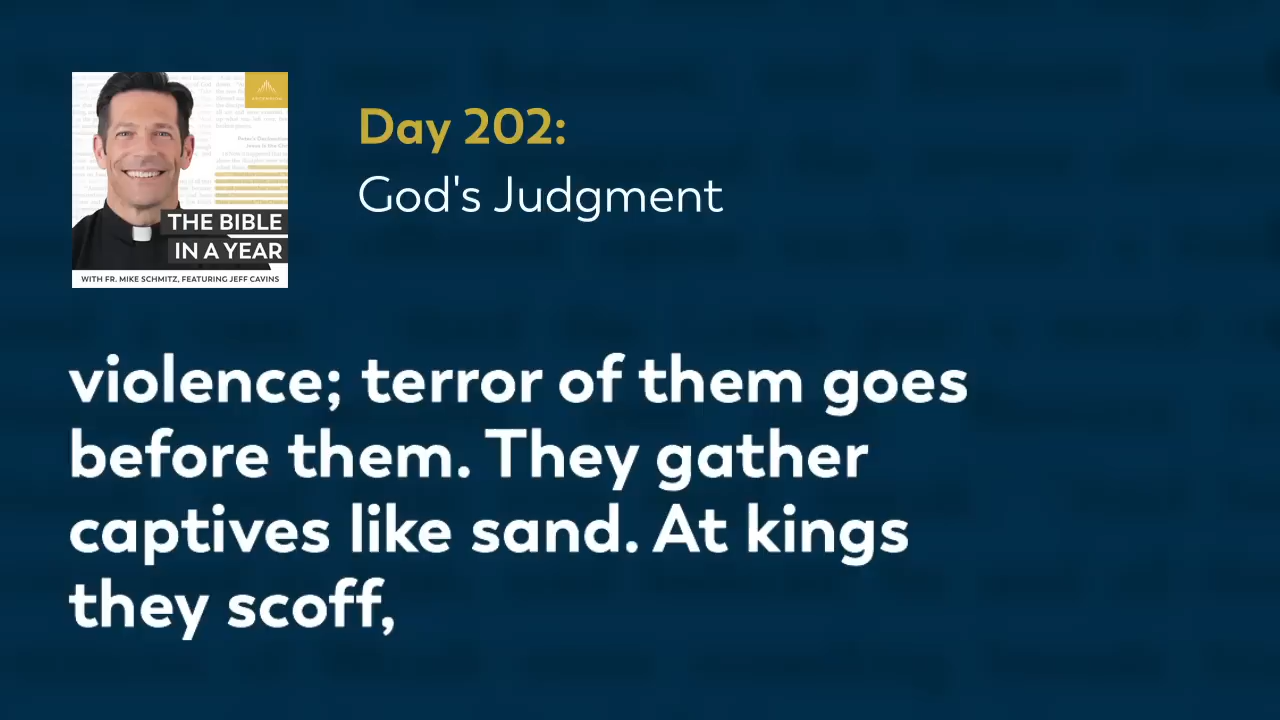 Day 202:
God's Judgment
THE BIBLE
IN A YEAR
WITH FR. MIKE SCHMITZ, FEATURING JEFF CAVINS
violence; terror of them goes
before them. They gather
captives like sand. At kings
they scoff,